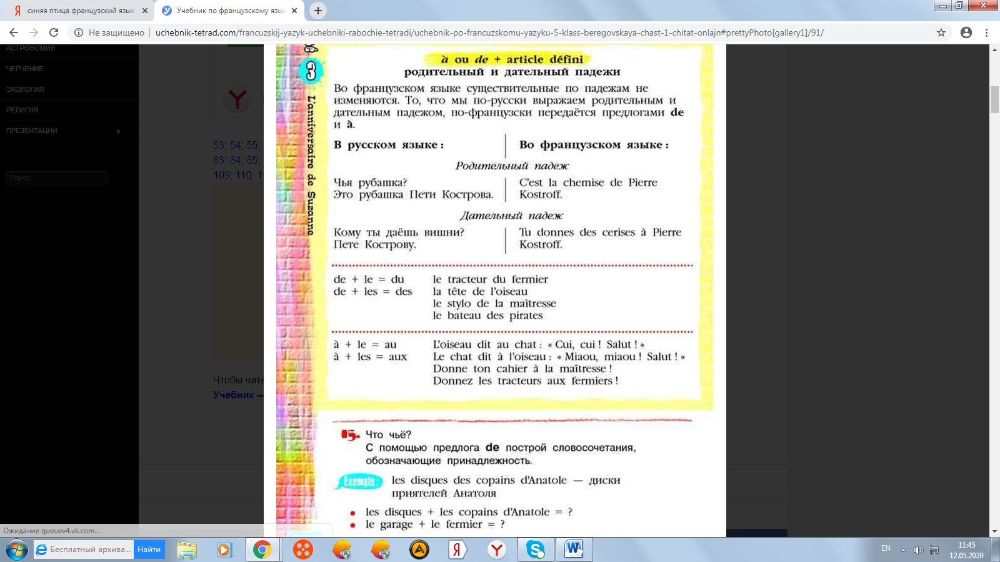 синяя птица французский язык
Учебник по французскому язык
Не защищено
uchebnik-tetrad.com/francuzskij-yazyk-uchebniki-rabochie-tetradi/uchebnik-po-francuzskomu-yazyku-5-klass-beregovskaya-chast-1-chitat-onlajn#prettyPhoto[gallery1]/91/
АСТРОНОМИЯ
ЧЕРЧЕНИЕ
ЭКОЛОГИЯ
РЕЛИГИЯ
ПРЕЗЕНТАЦИИ
Поиск...
53; 54; 55;
83; 84; 85;
109; 110; 1
Чтобы чита
Учебник —
3
L'anniversaire de Suzanne
à ou de + article défini
родительный и дательный падежи
Во французском языке существительные по падежам не
изменяются. То, что мы по-русски выражаем родительным и
дательным падежом, по-французски передаётся предлогами de
и à.
В русском языке :
Во французском языке :
Родительный падеж
Чья рубашка?
Это рубашка Пети Кострова.
C'est la chemise de Pierre
Kostroff.
Дательный падеж
Кому ты даёшь вишни?
Пете Кострову.
Tu donnes des cerises à Pierre
Kostroff.
de + le = du
de + les = des
le tracteur du fermier
la tête de l'oiseau
le stylo de la maîtresse
le bateau des pirates
à + le = au
à + les = aux
L'oiseau dit au chat : « Cui, cui ! Salut ! »
Le chat dit à l'oiseau : « Miaou, miaou ! Salut ! »
Donne ton cahier à la maîtresse !
Donnez les tracteurs aux fermiers !
15. Что чьё?
С помощью предлога de построй словосочетания,
обозначающие принадлежность.
Exemple : les disques des copains d'Anatole — диски
приятелей Анатоля
• les disques + les copains d'Anatole = ?
• le garage + le fermier = ?
Ожидание queuev4.vk.com...
Бесплатный архива...
Найти
EN
11:45
12.05.2020